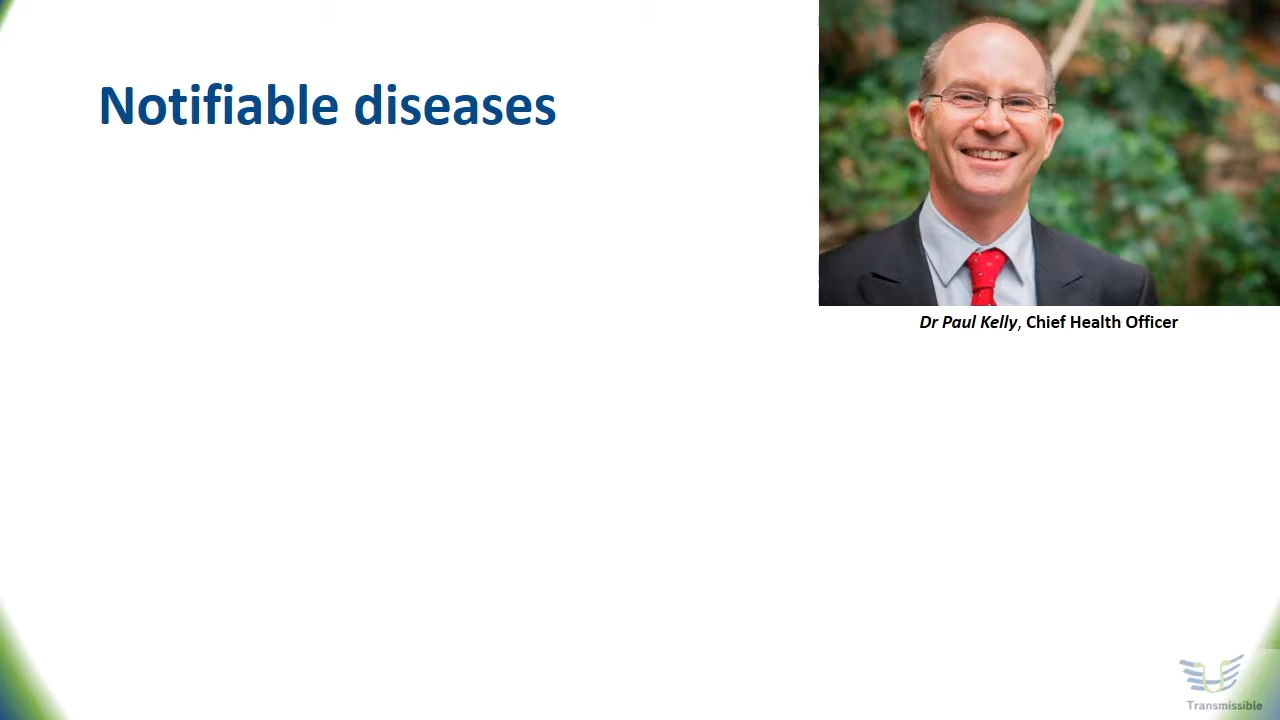 Notifiable diseases
Dr Paul Kelly, Chief Health Officer
Transmissible